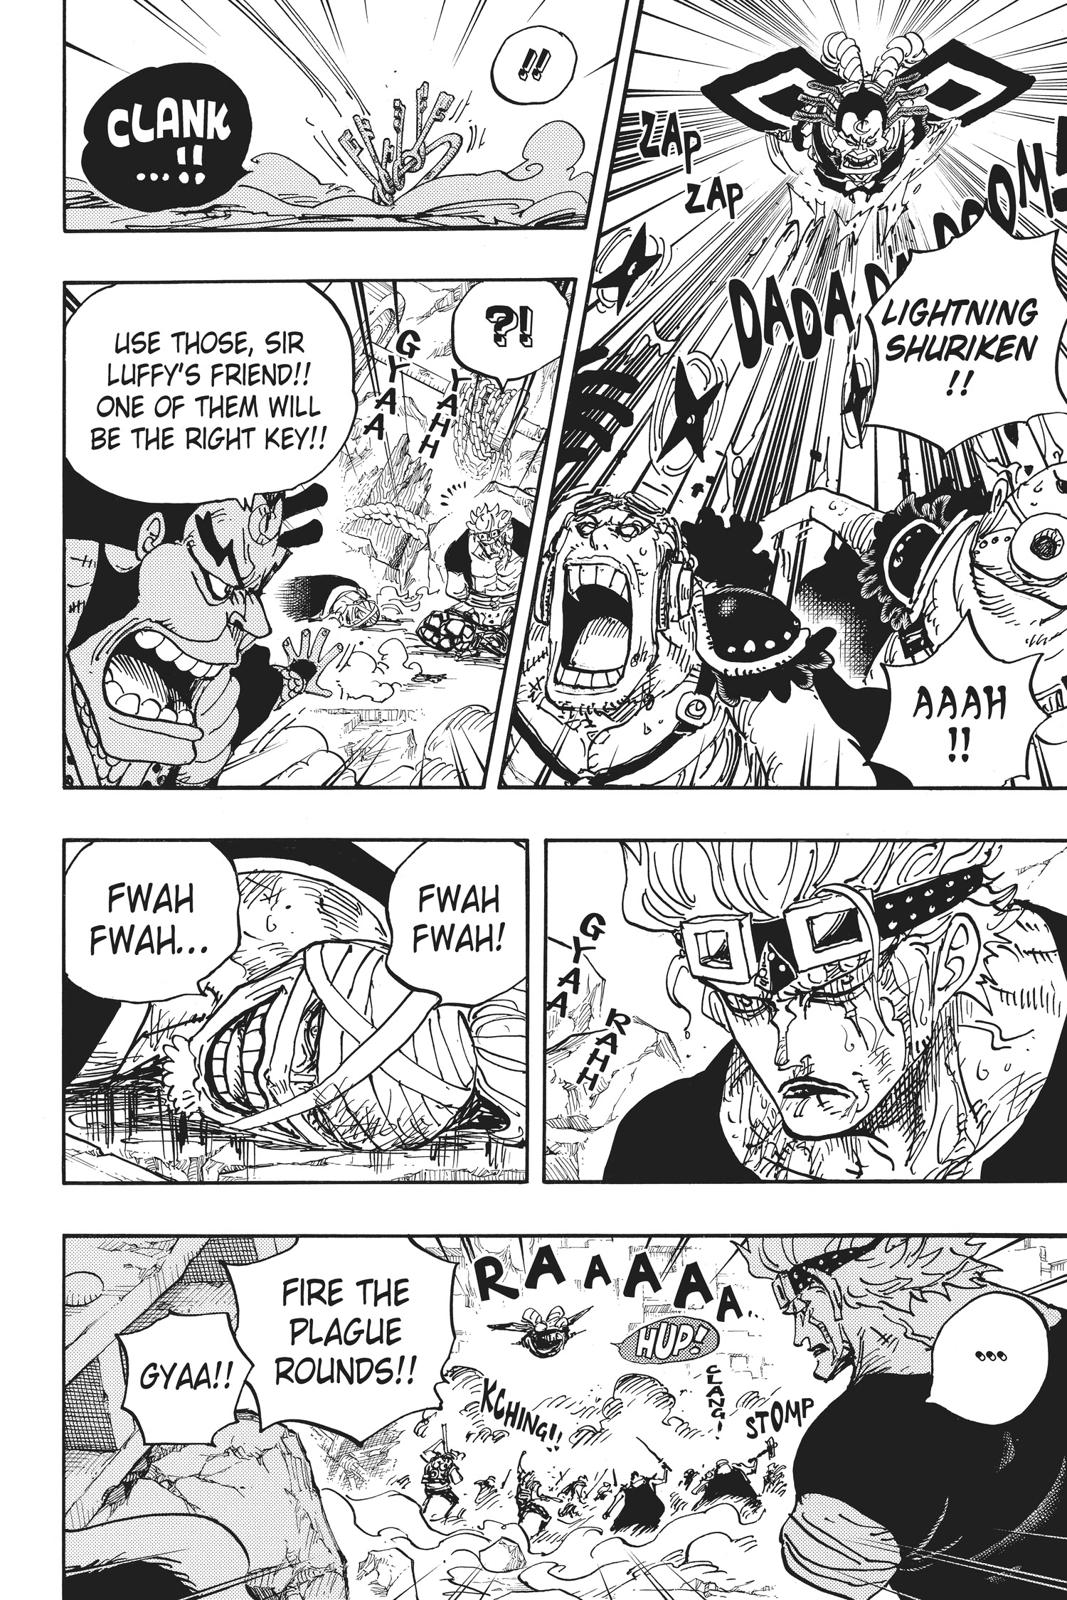 ZAP
ZAP
LIGHTNING
SHURIKEN
!!
AAAH
!!
!!
CLANK
...!!
?!
GYAA
YAHH
USE THOSE, SIR
LUFFY'S FRIEND!!
ONE OF THEM WILL
BE THE RIGHT KEY!!
GYAA
RAHH
FWAH
FWAH!
FWAH
FWAH...
...
RAAAAAA..
HUP!
CLANG!
STOMP
KCHING!!
FIRE THE
PLAGUE
ROUNDS!!
GYAA!!